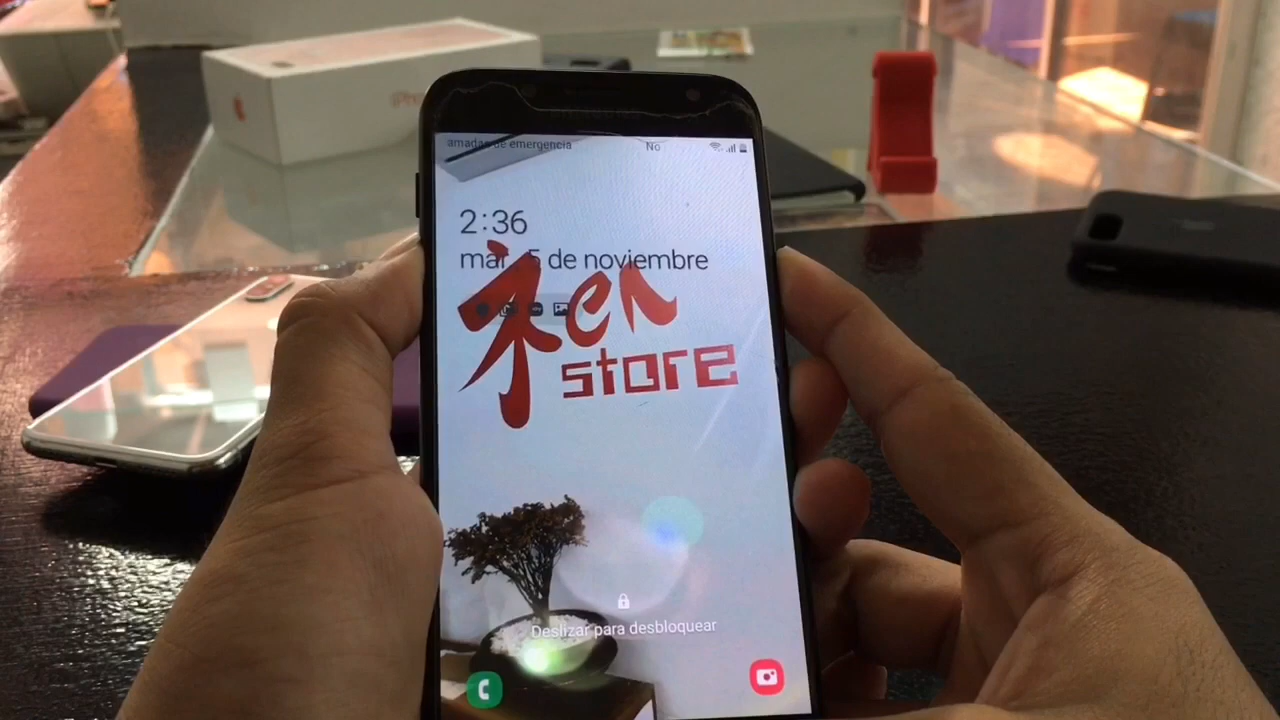 amadas de emergencia No
2:36
mar. 5 de noviembre
Zen
store
Deslizar para desbloquear